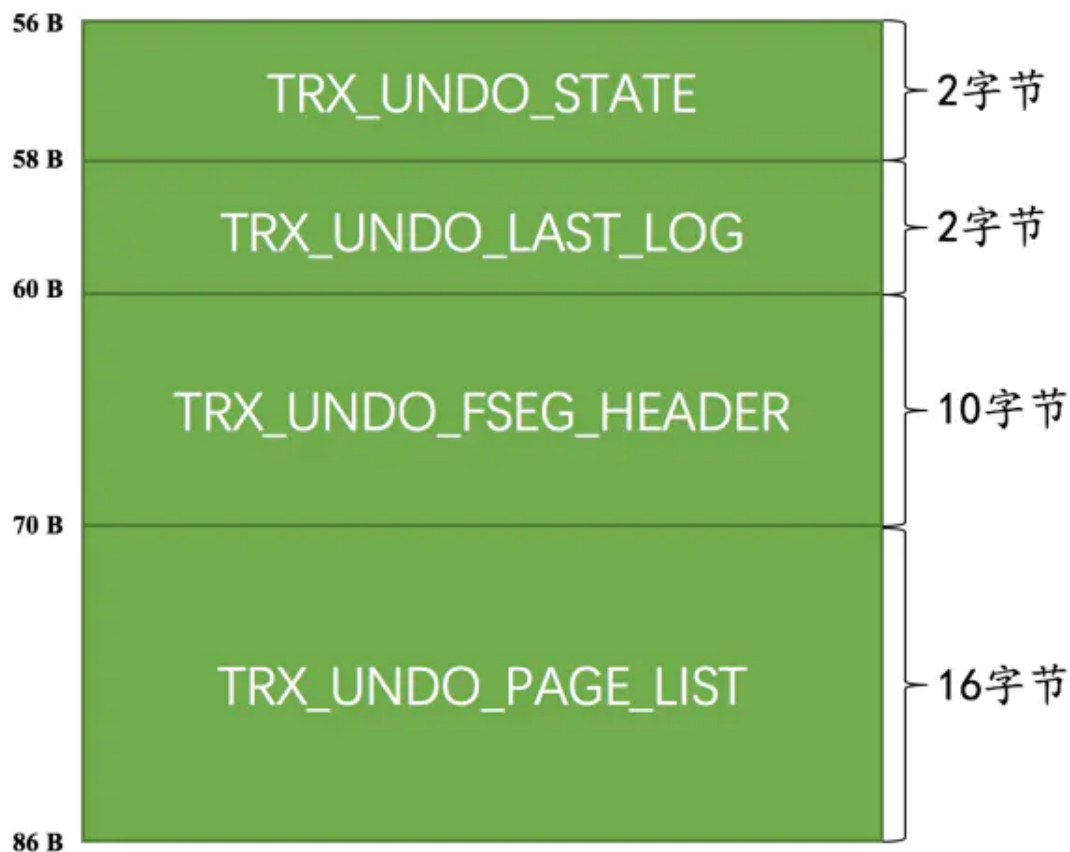 56 B
TRX_UNDO_STATE
2字节
58 B
TRX_UNDO_LAST_LOG
2字节
60 B
TRX_UNDO_FSEG_HEADER
10字节
70 B
TRX_UNDO_PAGE_LIST
16字节
86 B